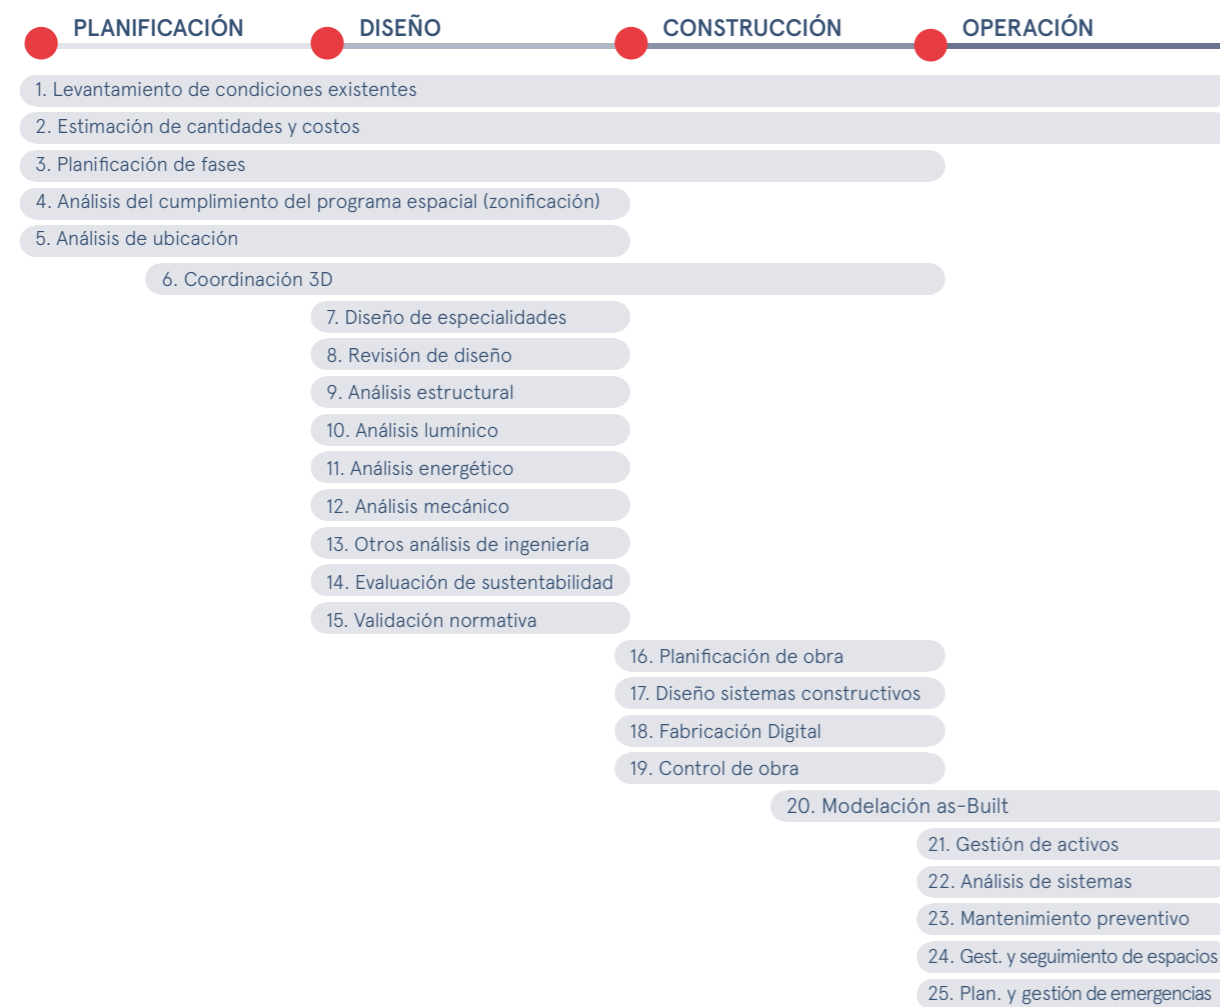 PLANIFICACIÓN DISEÑO CONSTRUCCIÓN OPERACIÓN
1. Levantamiento de condiciones existentes
2. Estimación de cantidades y costos
3. Planificación de fases
4. Análisis del cumplimiento del programa espacial (zonificación)
5. Análisis de ubicación
6. Coordinación 3D
7. Diseño de especialidades
8. Revisión de diseño
9. Análisis estructural
10. Análisis lumínico
11. Análisis energético
12. Análisis mecánico
13. Otros análisis de ingeniería
14. Evaluación de sustentabilidad
15. Validación normativa
16. Planificación de obra
17. Diseño sistemas constructivos
18. Fabricación Digital
19. Control de obra
20. Modelación as-Built
21. Gestión de activos
22. Análisis de sistemas
23. Mantenimiento preventivo
24. Gest. y seguimiento de espacios
25. Plan. y gestión de emergencias